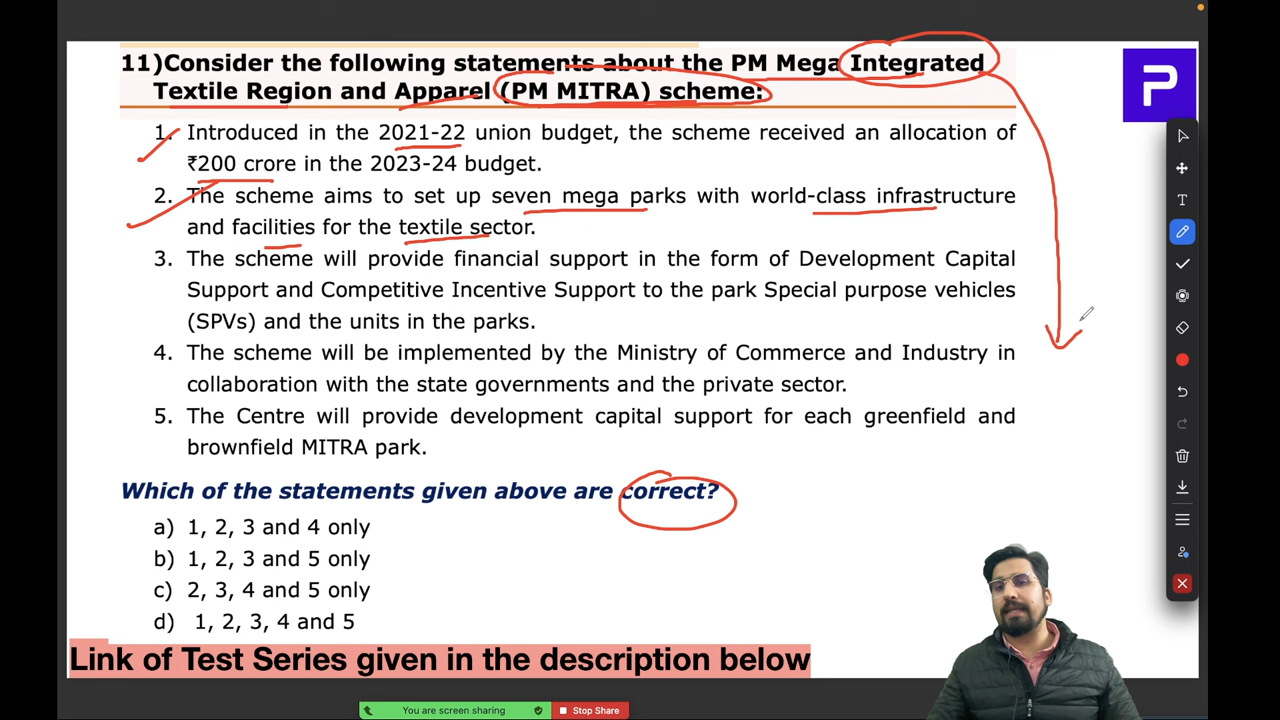 11)Consider the following statements about the PM Mega Integrated
Textile Region and Apparel (PM MITRA) scheme:
1. Introduced in the 2021-22 union budget, the scheme received an allocation of
₹200 crore in the 2023-24 budget.
2. The scheme aims to set up seven mega parks with world-class infrastructure
and facilities for the textile sector.
3. The scheme will provide financial support in the form of Development Capital
Support and Competitive Incentive Support to the park Special purpose vehicles
(SPVs) and the units in the parks.
4. The scheme will be implemented by the Ministry of Commerce and Industry in
collaboration with the state governments and the private sector.
5. The Centre will provide development capital support for each greenfield and
brownfield MITRA park.
Which of the statements given above are correct?
a) 1, 2, 3 and 4 only
b) 1, 2, 3 and 5 only
c) 2, 3, 4 and 5 only
d) 1, 2, 3, 4 and 5
Link of Test Series given in the description below
You are screen sharing
Stop Share
P
T